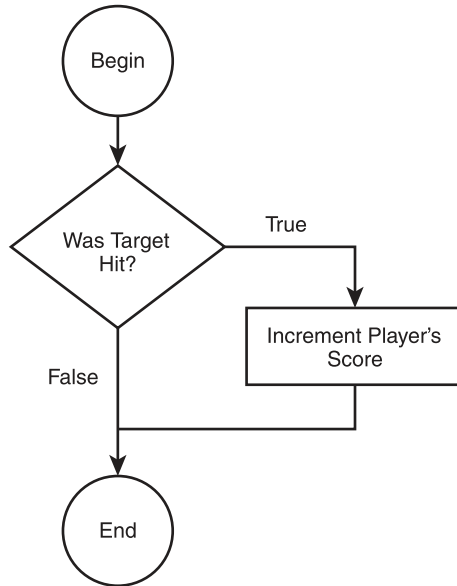 Begin
True
Was Target
Hit?
Increment Player’s
Score
False
End